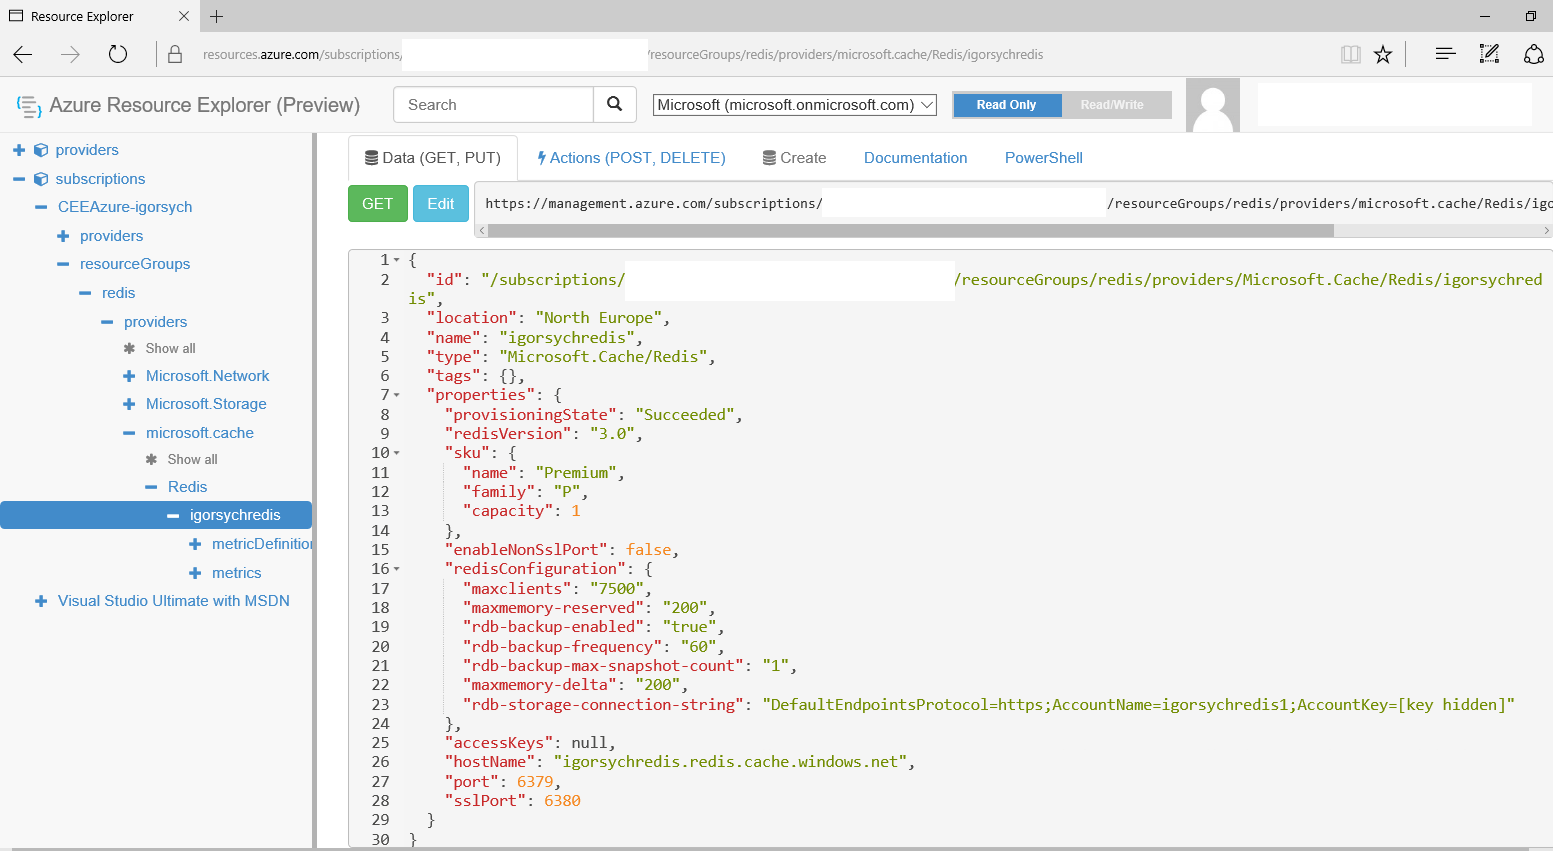 Resource Explorer
resources.azure.com/subscriptions/ /resourceGroups/redis/providers/microsoft.cache/Redis/igorsychredis
Azure Resource Explorer (Preview)
Search
Microsoft (microsoft.onmicrosoft.com)
Read Only
Read/Write
providers
subscriptions
CEEAzure-igorsych
providers
resourceGroups
redis
providers
Show all
Microsoft.Network
Microsoft.Storage
microsoft.cache
Show all
Redis
igorsychredis
metricDefinition
metrics
Visual Studio Ultimate with MSDN
Data (GET, PUT)
Actions (POST, DELETE)
Create
Documentation
PowerShell
GET
Edit
https://management.azure.com/subscriptions/ /resourceGroups/redis/providers/microsoft.cache/Redis/igo
1 {
2 "id": "/subscriptions/ /resourceGroups/redis/providers/Microsoft.Cache/Redis/igorsychred
is",
3 "location": "North Europe",
4 "name": "igorsychredis",
5 "type": "Microsoft.Cache/Redis",
6 "tags": {},
7 "properties": {
8 "provisioningState": "Succeeded",
9 "redisVersion": "3.0",
10 "sku": {
11 "name": "Premium",
12 "family": "P",
13 "capacity": 1
14 },
15 "enableNonSslPort": false,
16 "redisConfiguration": {
17 "maxclients": "7500",
18 "maxmemory-reserved": "200",
19 "rdb-backup-enabled": "true",
20 "rdb-backup-frequency": "60",
21 "rdb-backup-max-snapshot-count": "1",
22 "maxmemory-delta": "200",
23 "rdb-storage-connection-string": "DefaultEndpointsProtocol=https;AccountName=igorsychredis1;AccountKey=[key hidden]"
24 },
25 "accessKeys": null,
26 "hostName": "igorsychredis.redis.cache.windows.net",
27 "port": 6379,
28 "sslPort": 6380
29 }
30 }